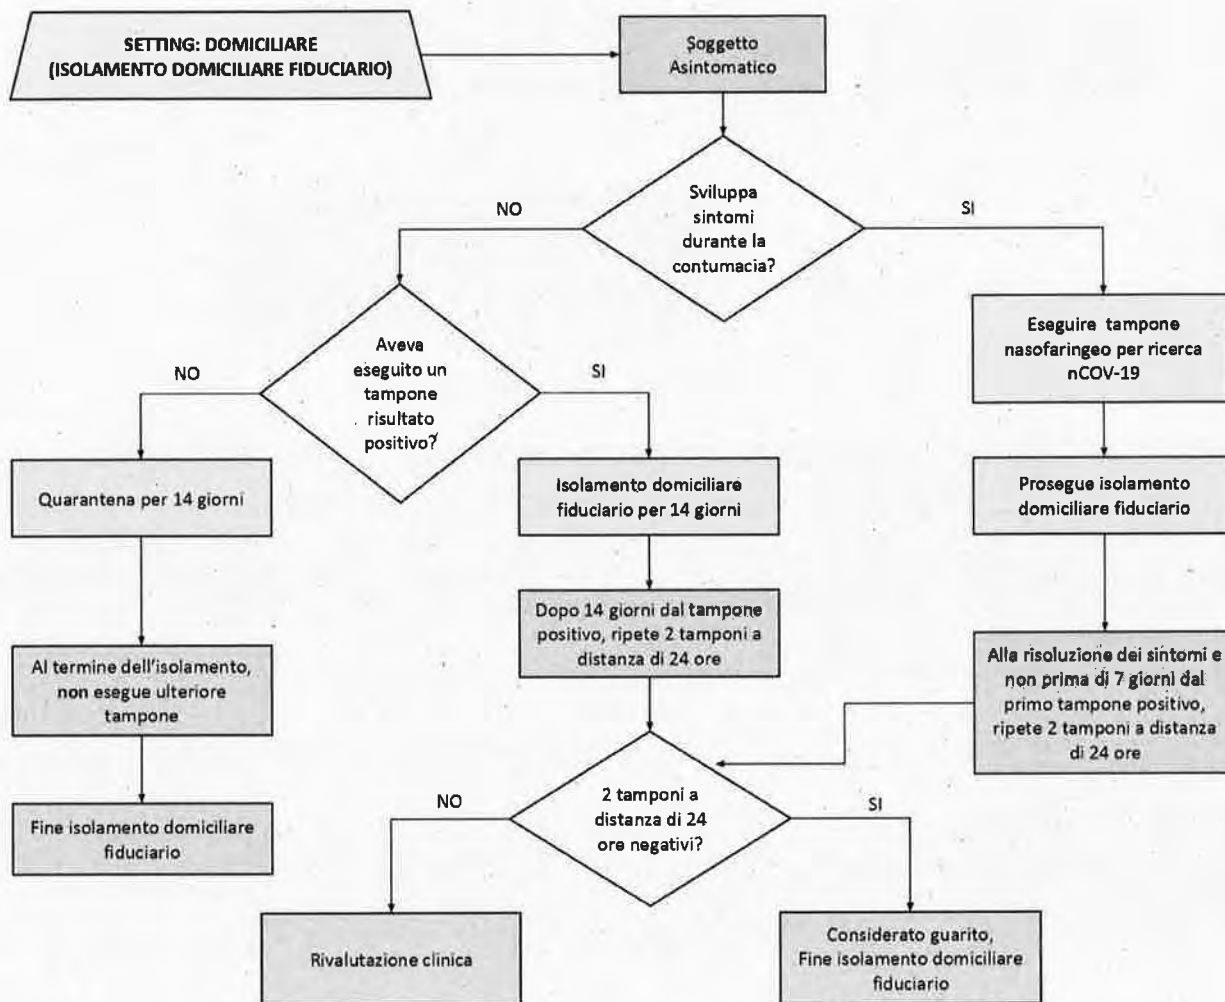 SETTING: DOMICILIARE
(ISOLAMENTO DOMICILIARE FIDUCIARIO)
Soggetto
Asintomatico
Sviluppa
sintomi
durante la
contumacia?
NO
SI
Aveva
eseguito un
tampone
risultato
positivo?
NO
SI
Eseguire tampone
nasofaringeo per ricerca
nCOV-19
Quarantena per 14 giorni
Isolamento domiciliare
fiduciario per 14 giorni
Prosegue isolamento
domiciliare fiduciario
Dopo 14 giorni dal tampone
positivo, ripete 2 tamponi a
distanza di 24 ore
Al termine dell'isolamento,
non esegue ulteriore
tampone
Alla risoluzione dei sintomi e
non prima di 7 giorni dal
primo tampone positivo,
ripete 2 tamponi a distanza
di 24 ore
Fine isolamento domiciliare
fiduciario
2 tamponi a
distanza di 24
ore negativi?
NO
SI
Rivalutazione clinica
Considerato guarito,
Fine isolamento domiciliare
fiduciario